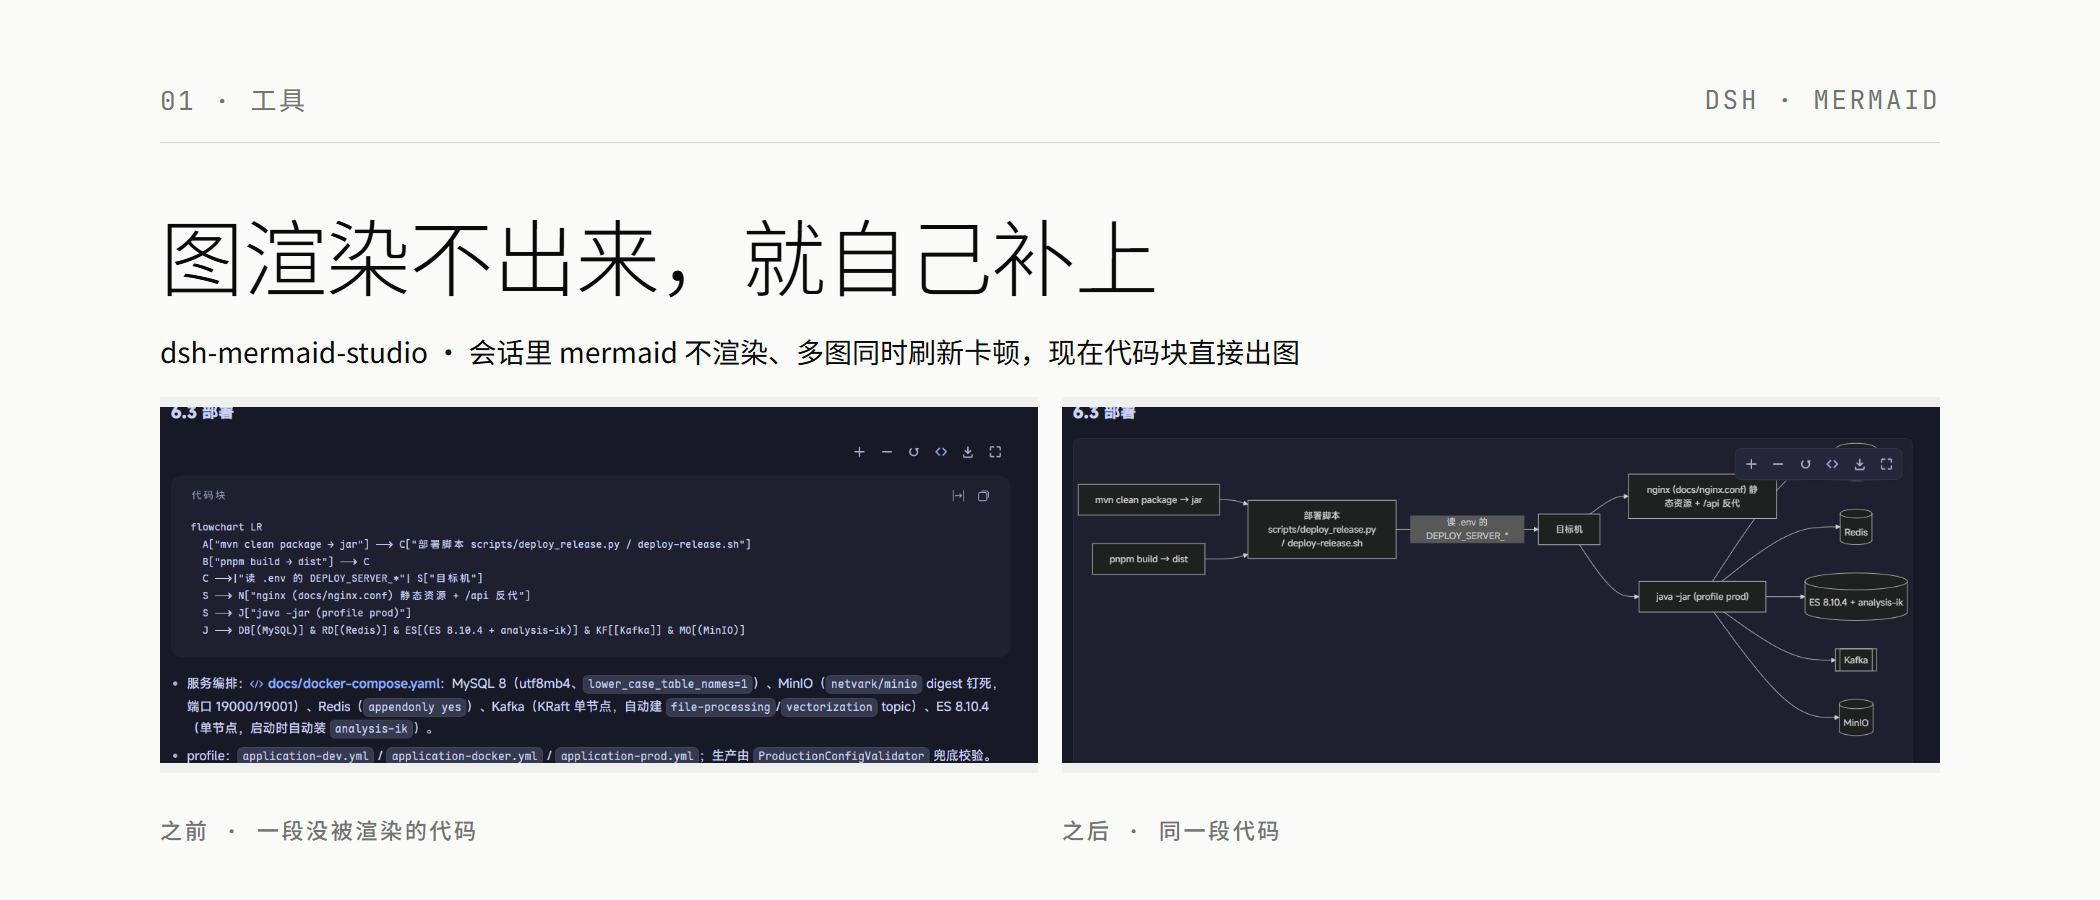 01 · 工具
DSH · MERMAID
图渲染不出来，就自己补上
dsh-mermaid-studio · 会话里 mermaid 不渲染、多图同时刷新卡顿，现在代码块直接出图
6.3 部署
代码块
flowchart LR
A["mvn clean package → jar"] --> C["部署脚本 scripts/deploy_release.py / deploy-release.sh"]
B["pnpm build → dist"] --> C
C -->|"读 .env 的 DEPLOY_SERVER_*"| S["目标机"]
S --> N["nginx (docs/nginx.conf) 静态资源 + /api 反代"]
S --> J["java -jar (profile prod)"]
J --> DB[(MySQL)] & RD[(Redis)] & ES[(ES 8.10.4 + analysis-ik)] & KF[[Kafka]] & MO[(MinIO)]
• 服务编排：</> docs/docker-compose.yaml：MySQL 8（utf8mb4、lower_case_table_names=1）、MinIO（netvark/minio digest 钉死，
端口 19000/19001）、Redis（appendonly yes）、Kafka（KRaft 单节点，自动建 file-processing/vectorization topic）、ES 8.10.4
（单节点，启动时自动装 analysis-ik）。
• profile：application-dev.yml / application-docker.yml / application-prod.yml；生产由 ProductionConfigValidator 兜底校验。
6.3 部署
mvn clean package → jar
pnpm build → dist
部署脚本
scripts/deploy_release.py
/ deploy-release.sh
读 .env 的
DEPLOY_SERVER_*
目标机
nginx (docs/nginx.conf) 静
态资源 + /api 反代
java -jar (profile prod)
Redis
ES 8.10.4 + analysis-ik
Kafka
MinIO
之前 · 一段没被渲染的代码
之后 · 同一段代码